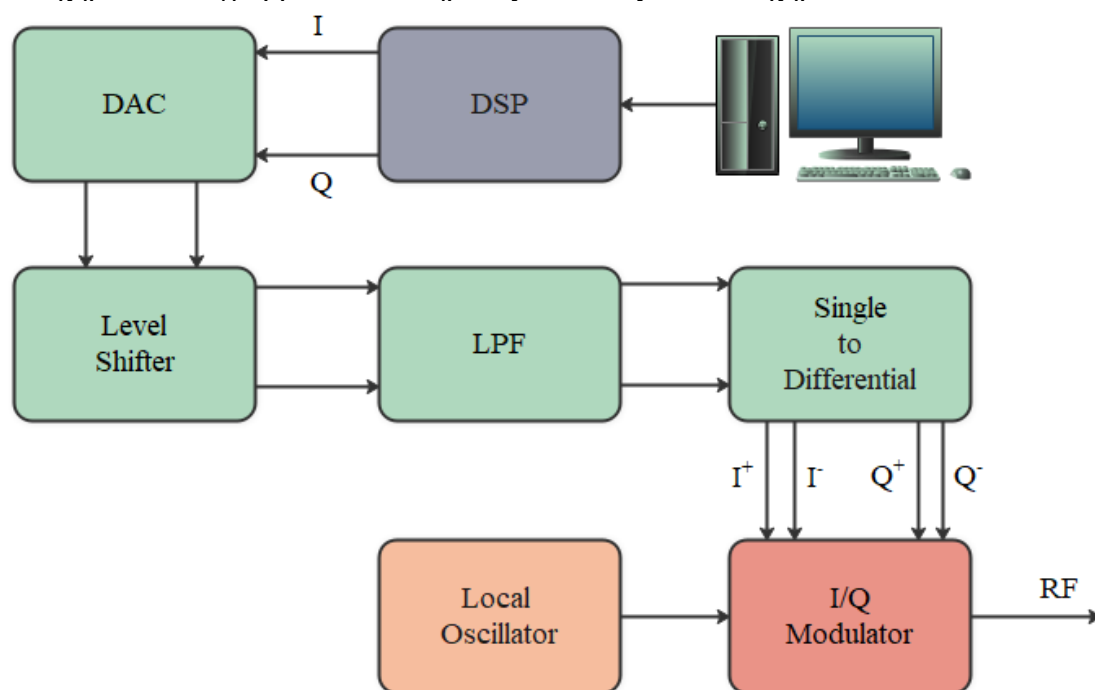 I
DAC
DSP
Q
Level
Shifter
LPF
Single
to
Differential
I+
I-
Q+
Q-
Local
Oscillator
I/Q
Modulator
RF